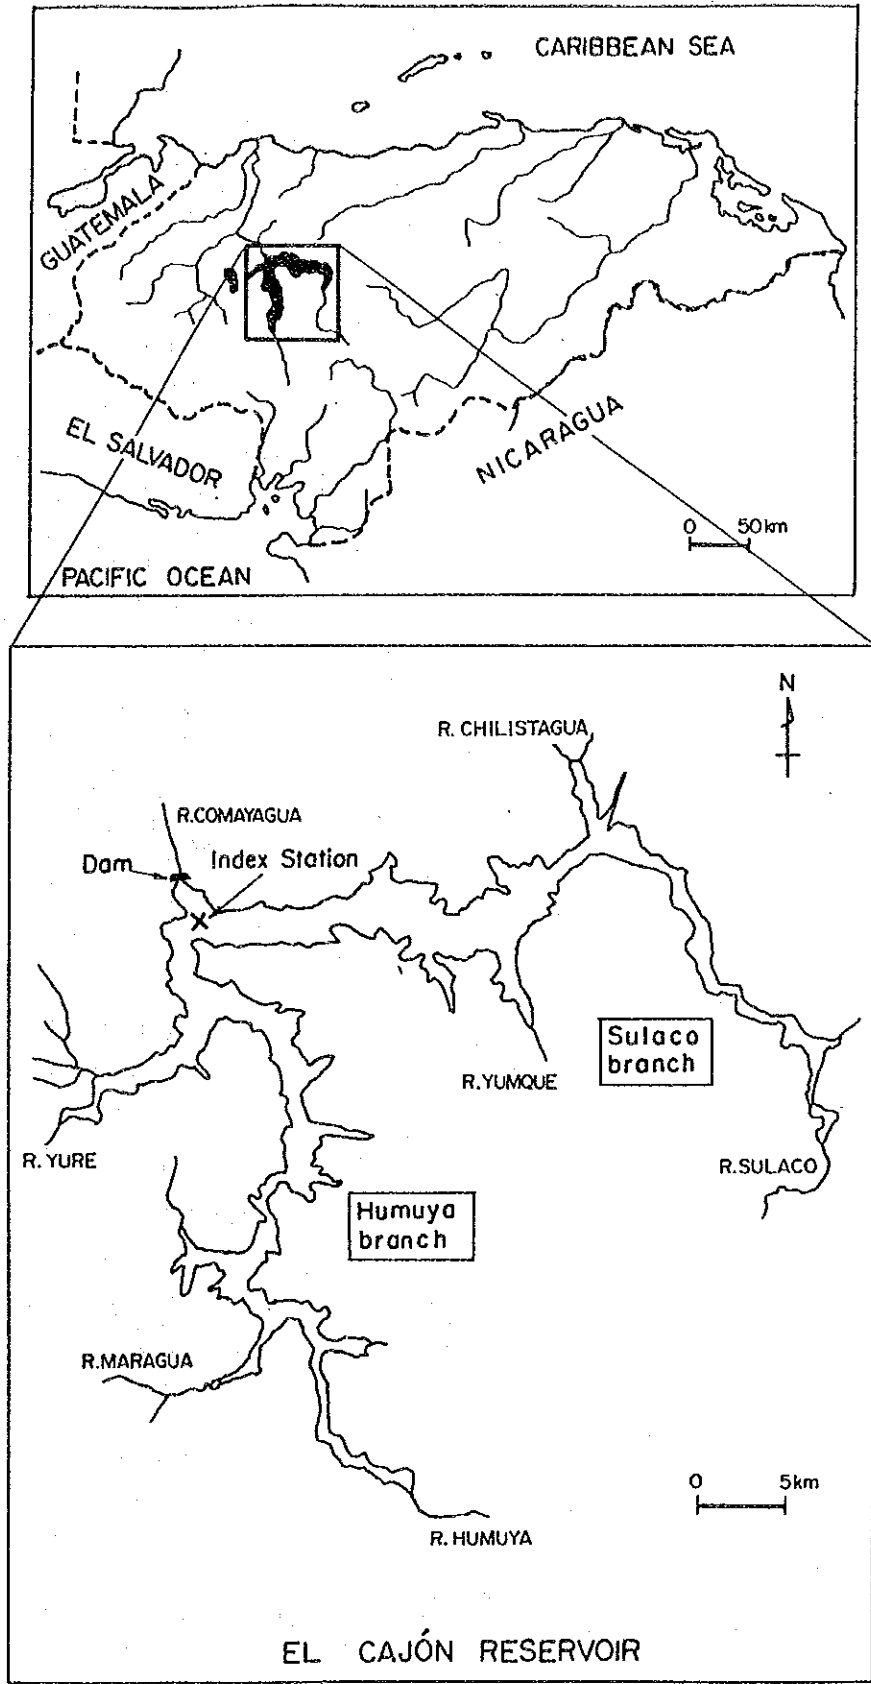 CARIBBEAN SEA
GUATEMALA
EL SALVADOR
NICARAGUA
0 50km
PACIFIC OCEAN
N
R. CHILISTAGUA
R.COMAYAGUA
Dam
Index Station
Sulaco
branch
R.YUMQUE
R. YURE
R.SULACO
Humuya
branch
R.MARAGUA
0 5km
R. HUMUYA
EL CAJÓN RESERVOIR